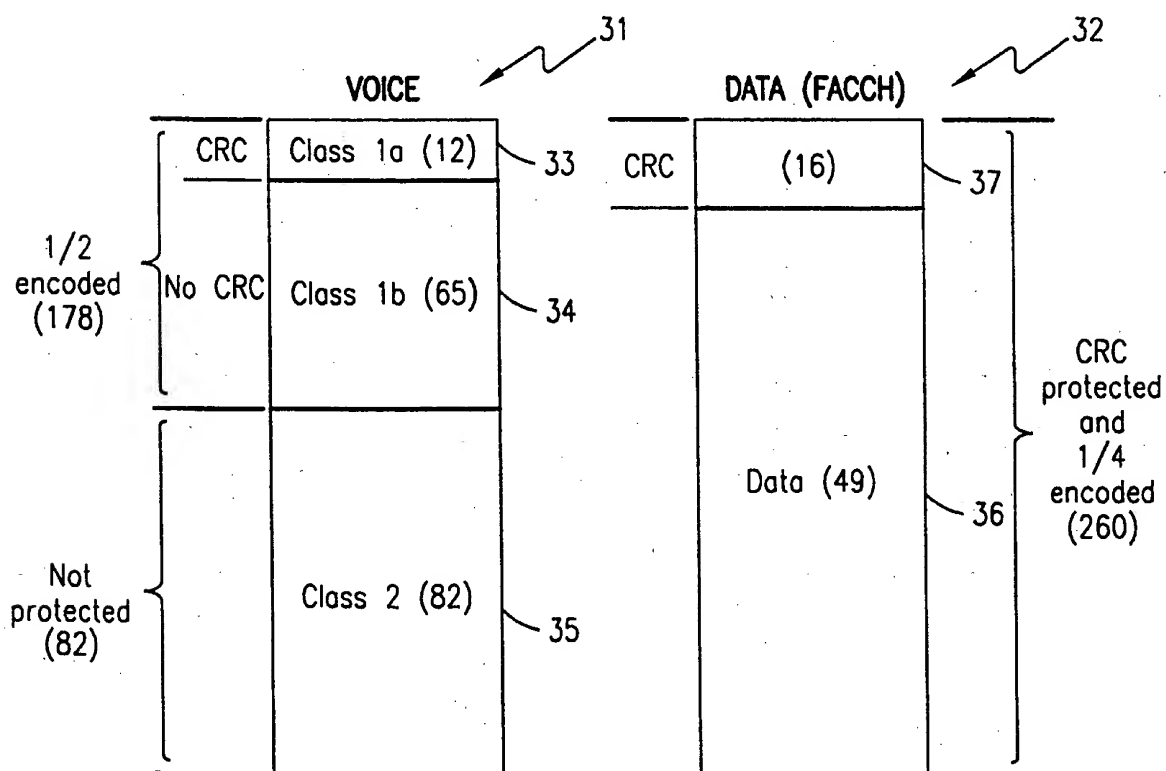 31
32
VOICE
DATA (FACCH)
CRC
Class 1a (12)
33
CRC
(16)
37
1/2
encoded
(178)
No CRC
Class 1b (65)
34
CRC
protected
and
1/4
encoded
(260)
Data (49)
36
Not
protected
(82)
Class 2 (82)
35